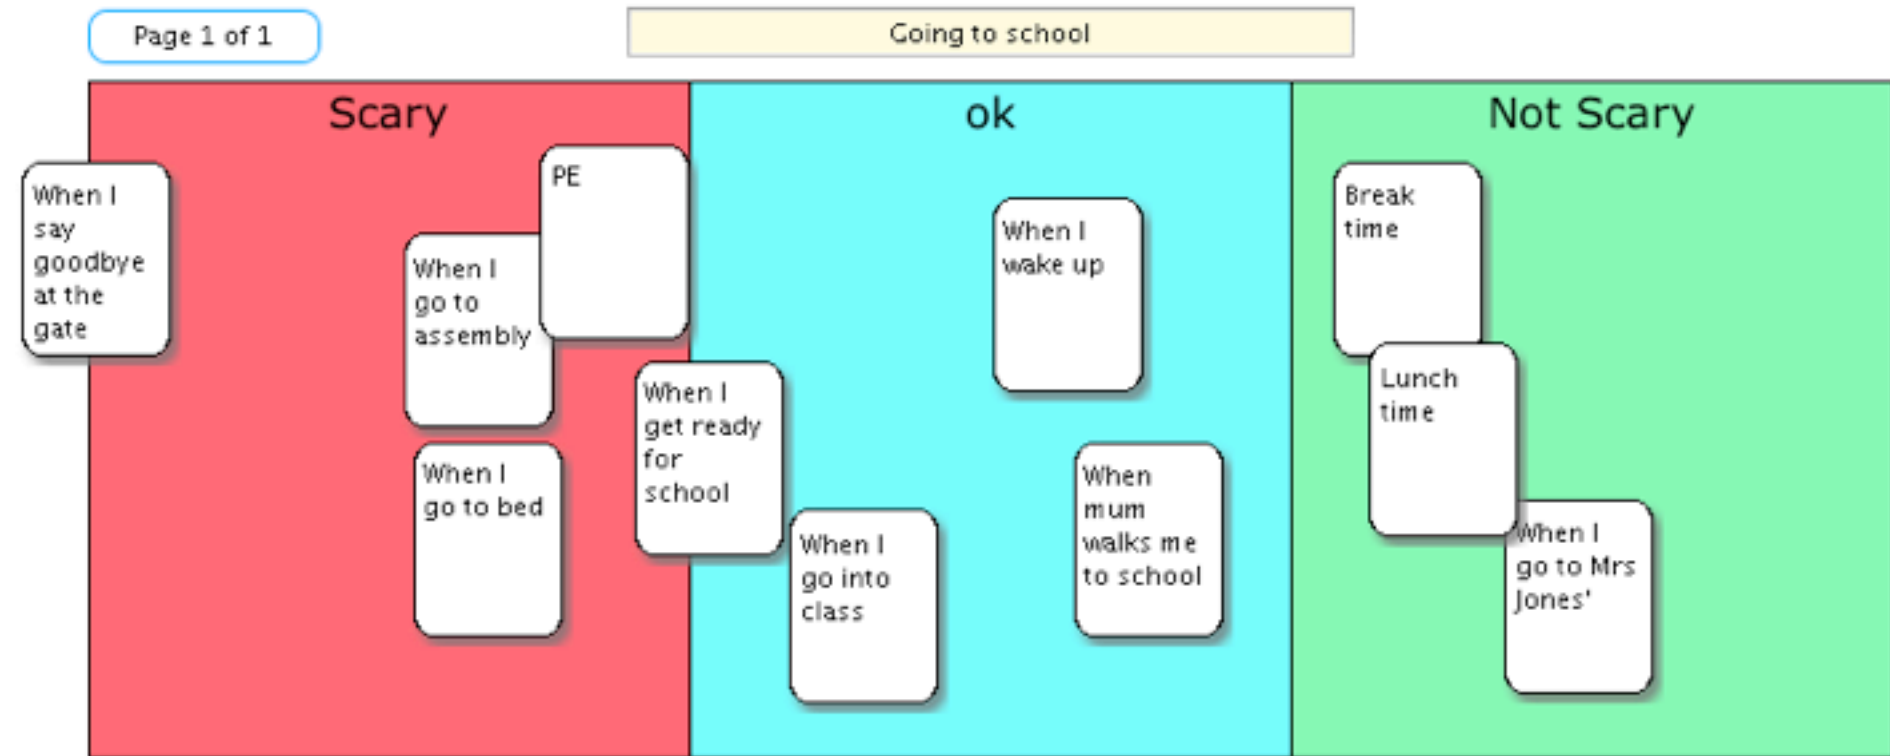 Page 1 of 1
Going to school
Scary
ok
Not Scary
When I
say
goodbye
at the
gate
When I
go to
assembly
PE
When I
go to bed
When I
get ready
for
school
When I
go into
class
When I
wake up
When
mum
walks me
to school
Break
time
Lunch
time
When I
go to Mrs
Jones'